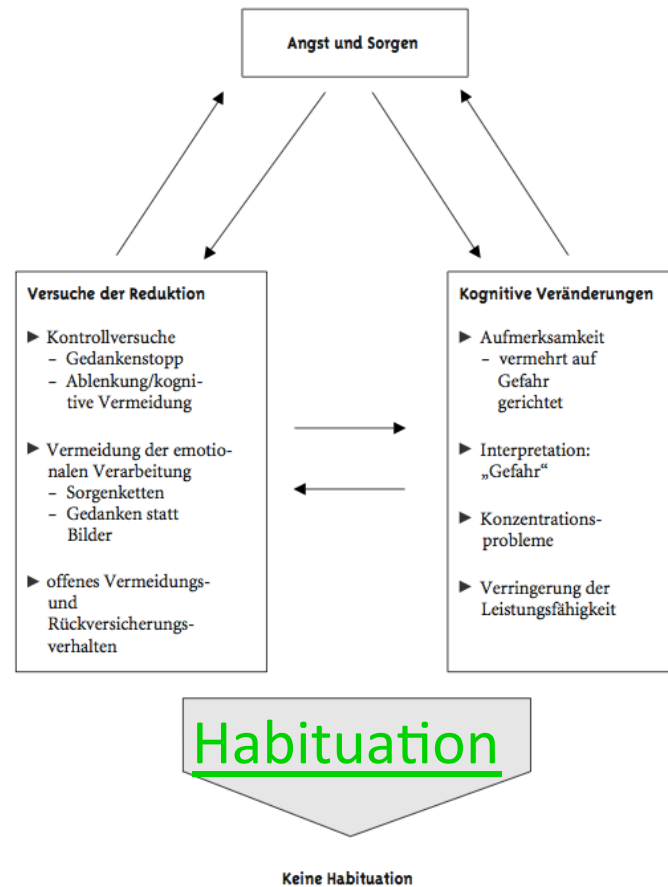 Angst und Sorgen
Versuche der Reduktion
► Kontrollversuche
– Gedankenstopp
– Ablenkung/kogni-
tive Vermeidung
► Vermeidung der emotio-
nalen Verarbeitung
– Sorgenketten
– Gedanken statt
Bilder
► offenes Vermeidungs-
und
Rückversicherungs-
verhalten
Kognitive Veränderungen
► Aufmerksamkeit
– vermehrt auf
Gefahr
gerichtet
► Interpretation:
„Gefahr“
► Konzentrations-
probleme
► Verringerung der
Leistungsfähigkeit
Habituation
Keine Habituation